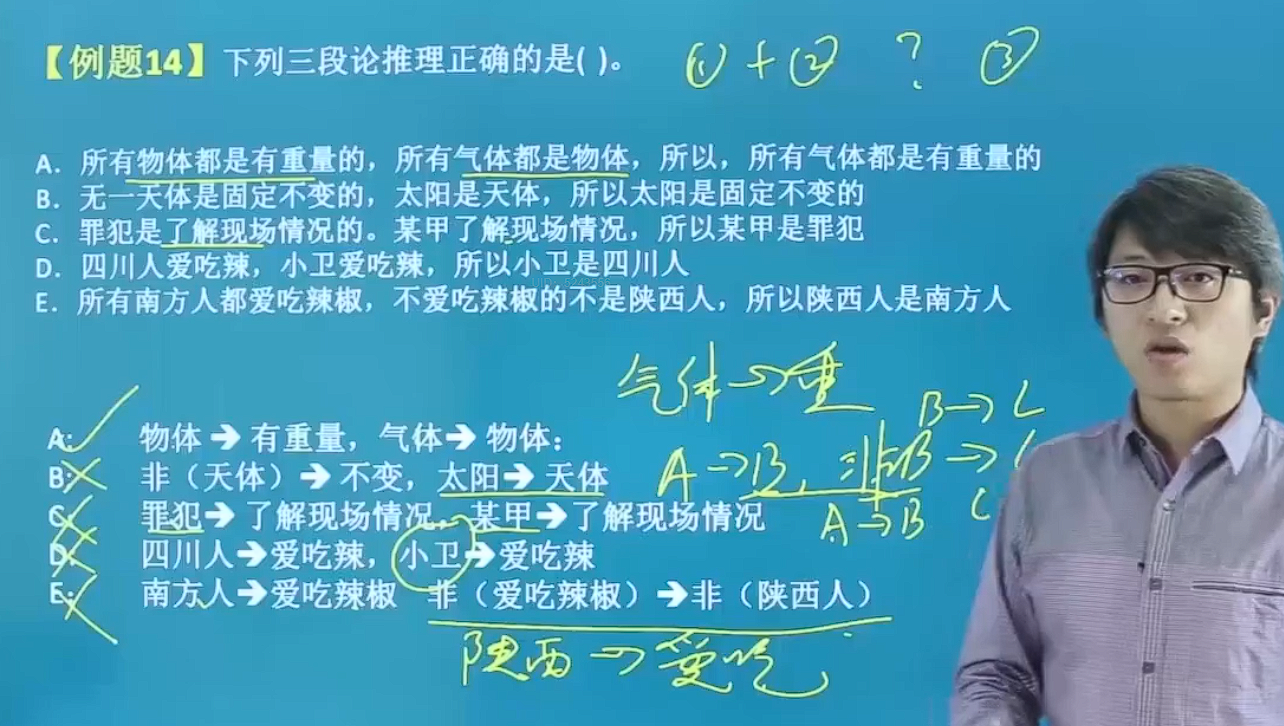 【例题14】下列三段论推理正确的是( )。 ① + ② ? ③
A. 所有物体都是有重量的，所有气体都是物体，所以，所有气体都是有重量的
B. 无一天体是固定不变的，太阳是天体，所以太阳是固定不变的
C. 罪犯是了解现场情况的。某甲了解现场情况，所以某甲是罪犯
D. 四川人爱吃辣，小卫爱吃辣，所以小卫是四川人
E. 所有南方人都爱吃辣椒，不爱吃辣椒的不是陕西人，所以陕西人是南方人
气体→重
B→C
A: 物体➔有重量，气体➔物体：
A→B, 非B→C
B: 非（天体）➔不变，太阳➔天体
C: 罪犯➔了解现场情况，某甲➔了解现场情况
A→B C
D: 四川人➔爱吃辣，小卫➔爱吃辣
E: 南方人➔爱吃辣椒 非（爱吃辣椒）➔非（陕西人）
陕西→爱吃